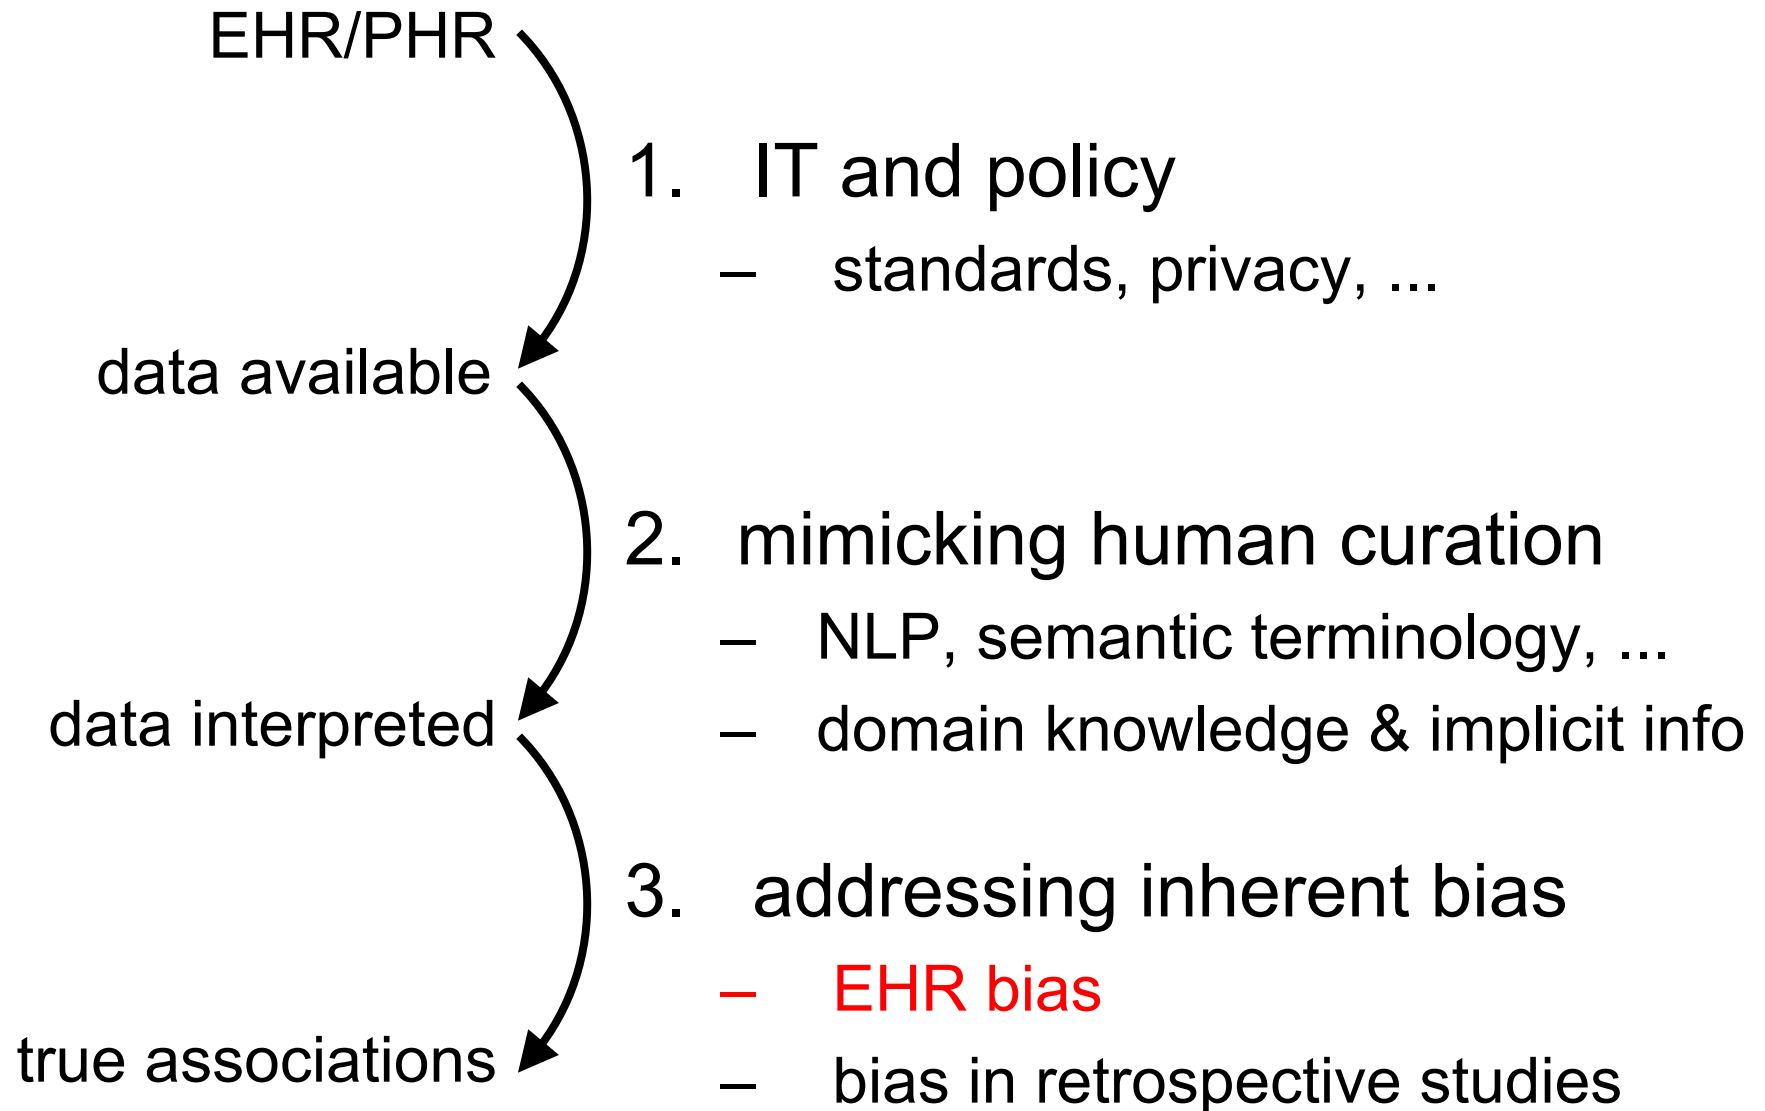 EHR/PHR
1. IT and policy
– standards, privacy, ...
data available
2. mimicking human curation
– NLP, semantic terminology, ...
data interpreted
– domain knowledge & implicit info
3. addressing inherent bias
– EHR bias
true associations
– bias in retrospective studies